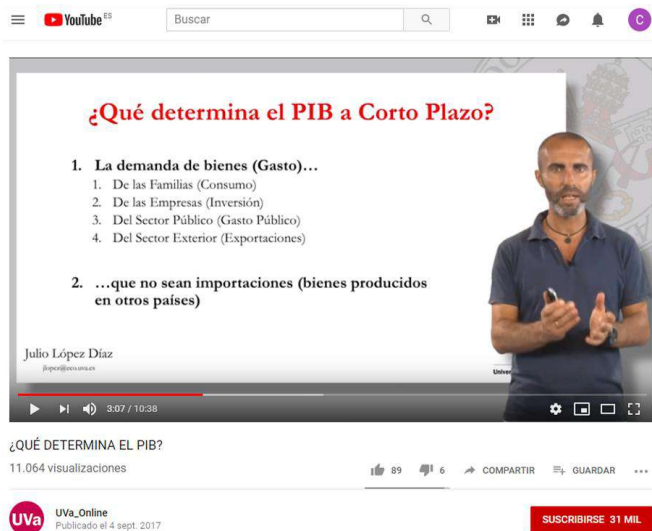 YouTube ES
Buscar
C
¿Qué determina el PIB a Corto Plazo?
1. La demanda de bienes (Gasto)…
1. De las Familias (Consumo)
2. De las Empresas (Inversión)
3. Del Sector Público (Gasto Público)
4. Del Sector Exterior (Exportaciones)
2. …que no sean importaciones (bienes producidos
en otros países)
Julio López Díaz
jlopez@eco.uva.es
Univer
3:07 / 10:38
¿QUÉ DETERMINA EL PIB?
11.064 visualizaciones
89
6
COMPARTIR
GUARDAR
UVa
UVa_Online
Publicado el 4 sept. 2017
SUSCRIBIRSE 31 MIL